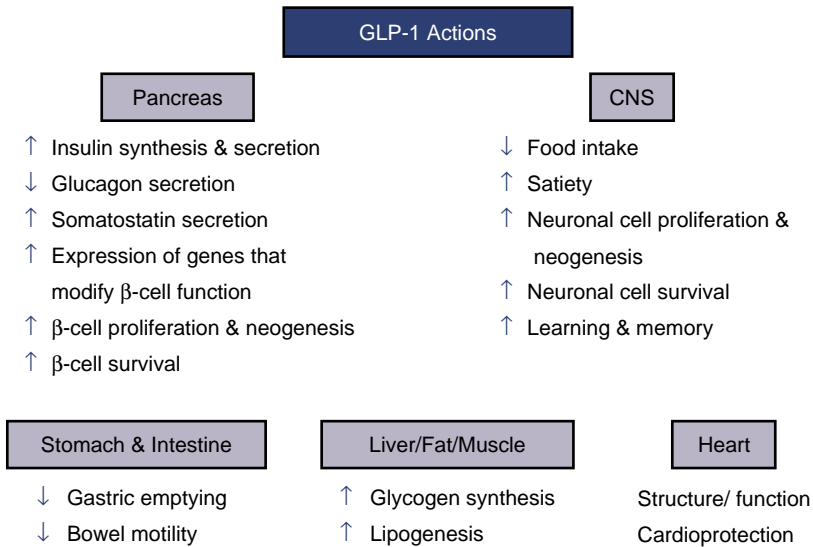 GLP-1 Actions
Pancreas
↑ Insulin synthesis & secretion
↓ Glucagon secretion
↑ Somatostatin secretion
↑ Expression of genes that
modify β-cell function
↑ β-cell proliferation & neogenesis
↑ β-cell survival
CNS
↓ Food intake
↑ Satiety
↑ Neuronal cell proliferation &
neogenesis
↑ Neuronal cell survival
↑ Learning & memory
Stomach & Intestine
↓ Gastric emptying
↓ Bowel motility
Liver/Fat/Muscle
↑ Glycogen synthesis
↑ Lipogenesis
Heart
Structure/ function
Cardioprotection